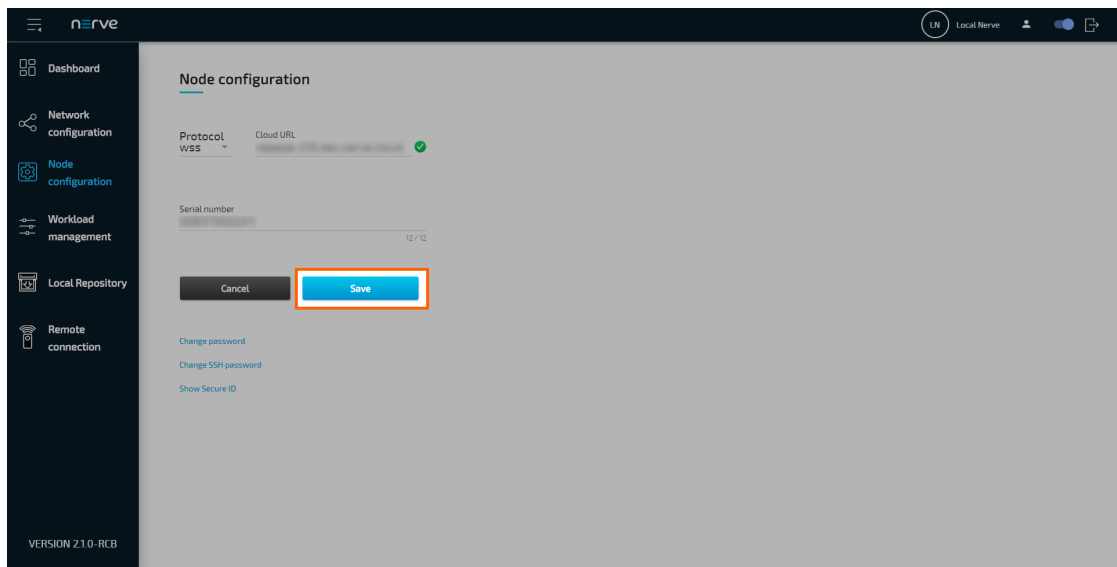 nerve
LN Local Nerve
Dashboard
Network
configuration
Node
configuration
Workload
management
Local Repository
Remote
connection
VERSION 2.1.0-RCB
Node configuration
Protocol
wss
Cloud URL
Serial number
12 / 12
Cancel
Save
Change password
Change SSH password
Show Secure ID